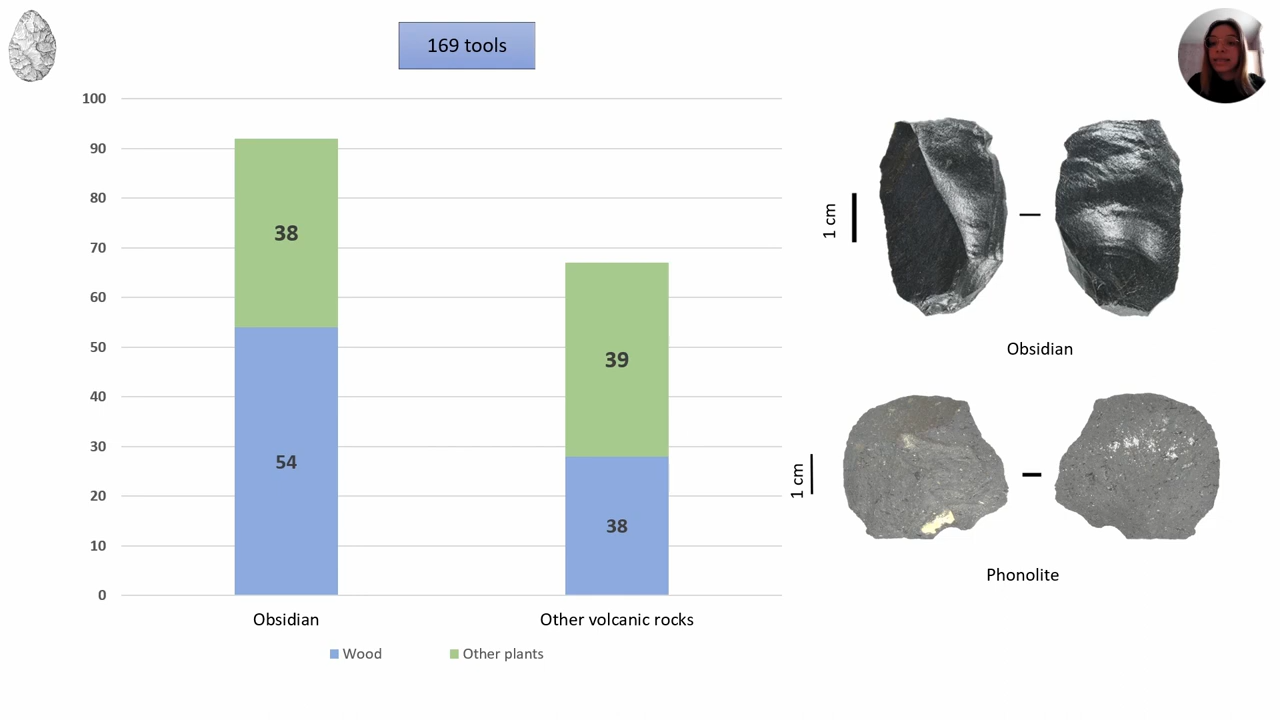 169 tools
100
90
80
70
60
50
40
30
20
10
0
38
54
39
38
Obsidian
Other volcanic rocks
Wood
Other plants
1 cm
Obsidian
1 cm
Phonolite